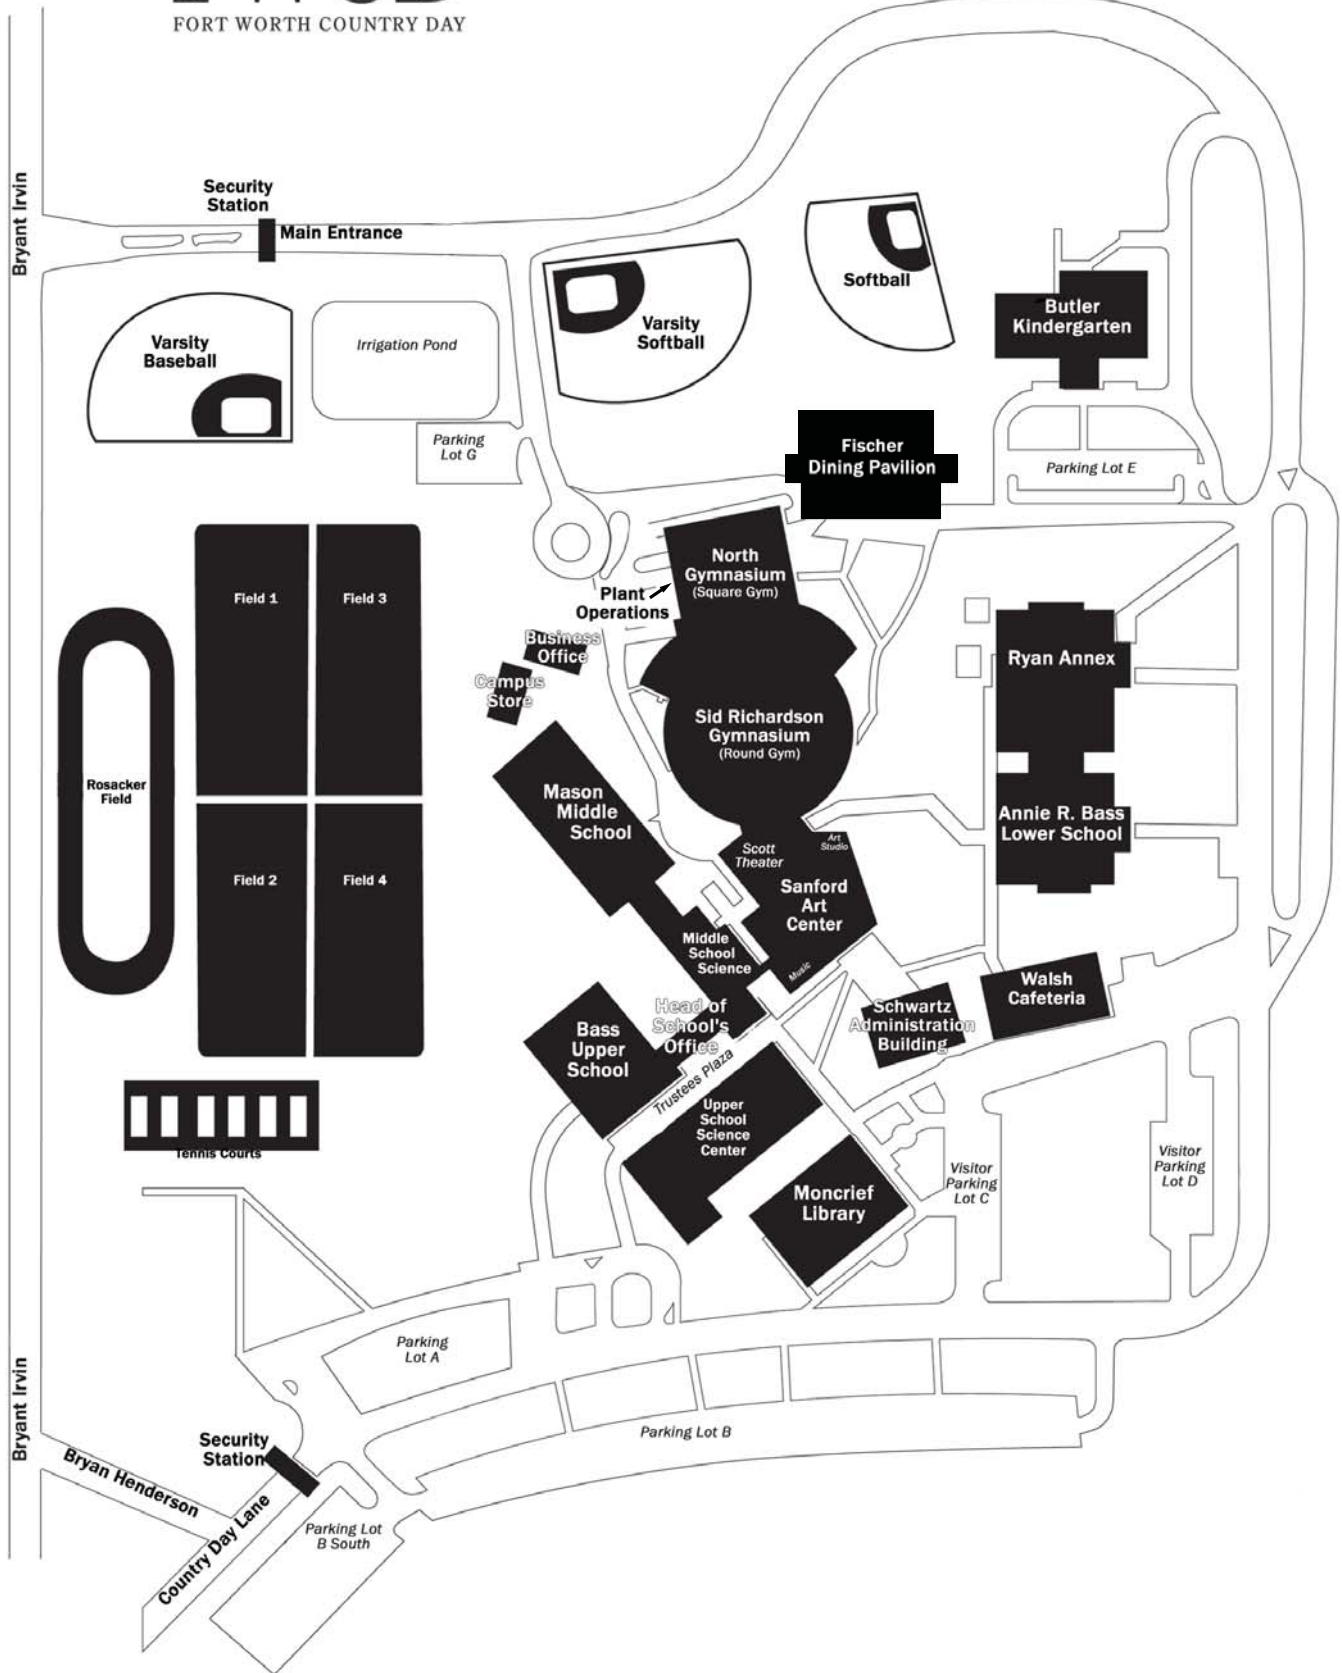 FORT WORTH COUNTRY DAY
Bryant Irvin
Security
Station
Main Entrance
Varsity
Baseball
Irrigation Pond
Varsity
Softball
Softball
Butler
Kindergarten
Parking
Lot G
Fischer
Dining Pavilion
Parking Lot E
North
Gymnasium
(Square Gym)
Plant
Operations
Business
Office
Campus
Store
Field 1
Field 3
Ryan Annex
Sid Richardson
Gymnasium
(Round Gym)
Rosacker
Field
Mason
Middle
School
Annie R. Bass
Lower School
Art
Studio
Scott
Theater
Field 2
Field 4
Sanford
Art
Center
Middle
School
Science
Music
Walsh
Cafeteria
Head of
School's
Office
Schwartz
Administration
Building
Bass
Upper
School
Trustees Plaza
Upper
School
Science
Center
Tennis Courts
Visitor
Parking
Lot C
Visitor
Parking
Lot D
Moncrief
Library
Parking
Lot A
Bryant Irvin
Parking Lot B
Security
Station
Bryan Henderson
Country Day Lane
Parking Lot
B South